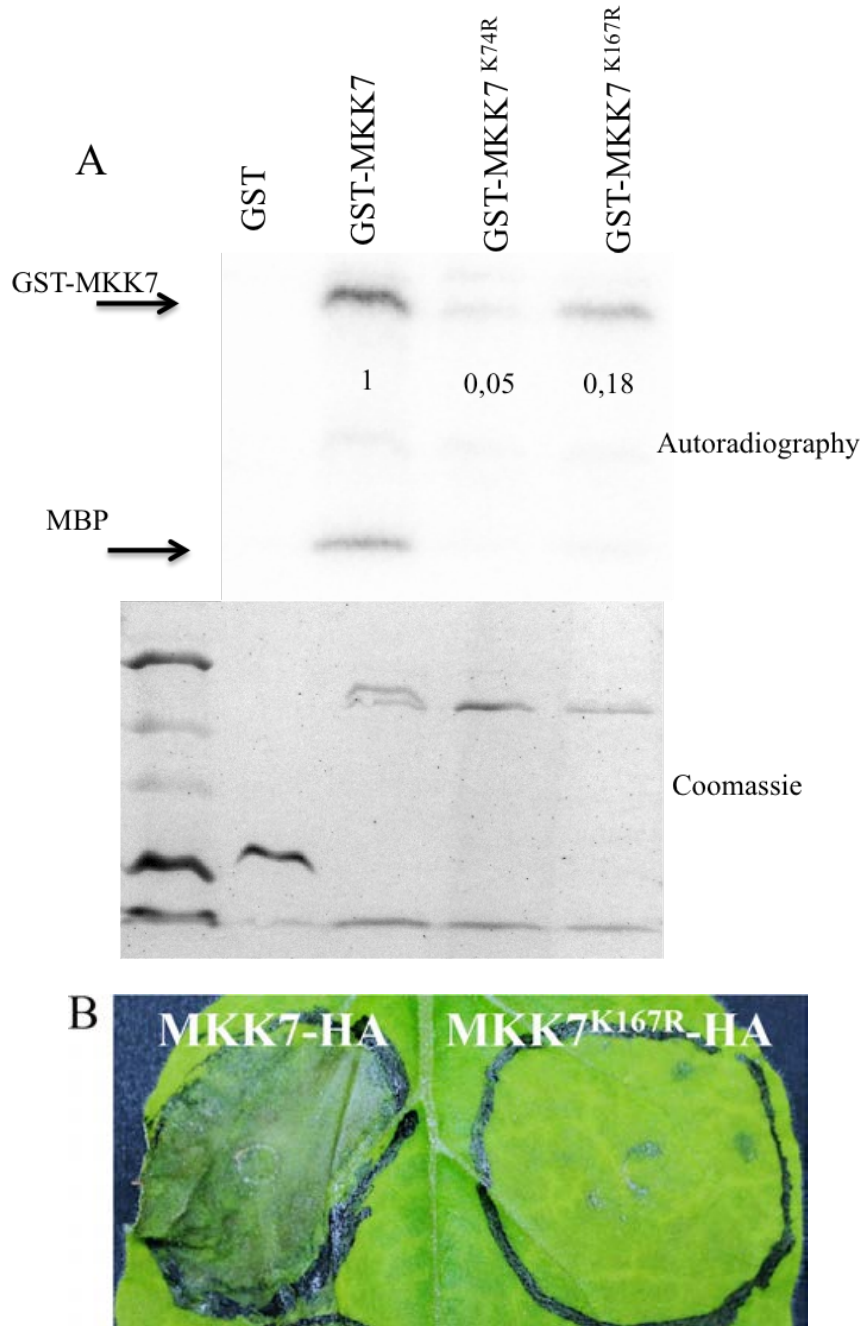 A
GST
GST-MKK7
GST-MKK7 K74R
GST-MKK7 K167R
GST-MKK7
1
0,05
0,18
Autoradiography
MBP
Coomassie
B
MKK7-HA
MKK7K167R-HA